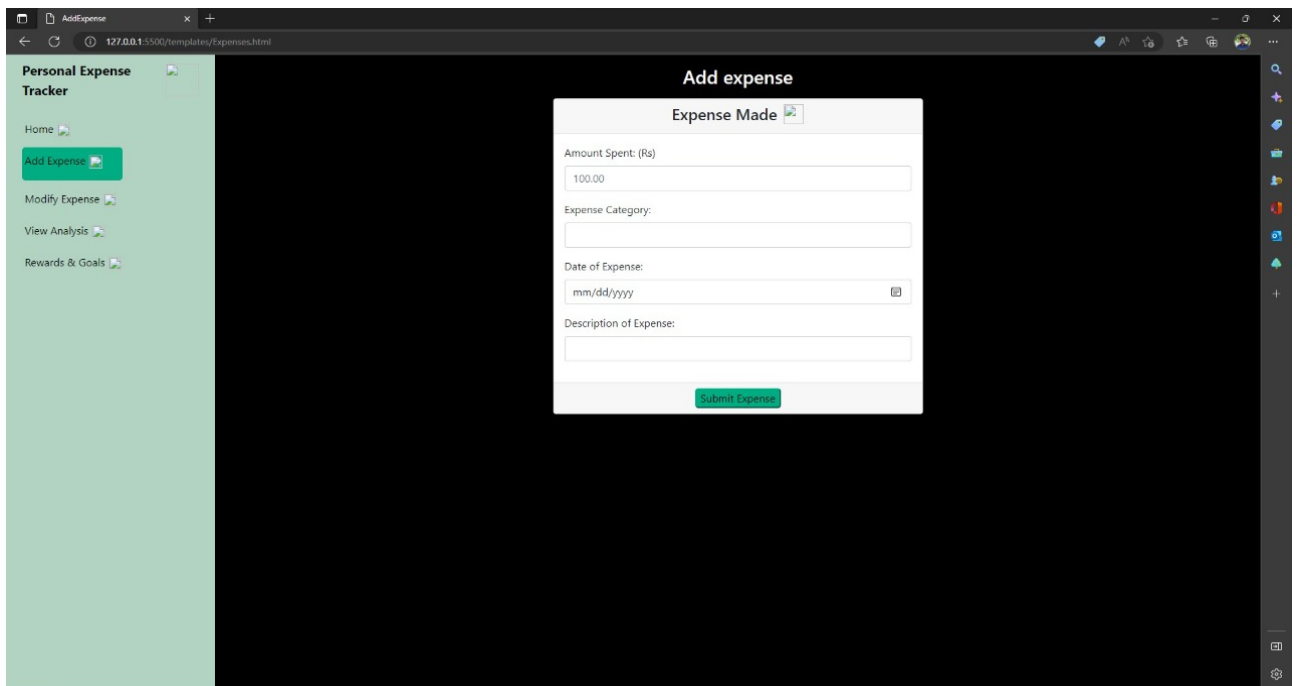 AddExpense
127.0.0.1:5500/templates/Expenses.html
Personal Expense
Tracker
Home
Add Expense
Modify Expense
View Analysis
Rewards & Goals
Add expense
Expense Made
Amount Spent: (Rs)
100.00
Expense Category:
Date of Expense:
mm/dd/yyyy
Description of Expense:
Submit Expense